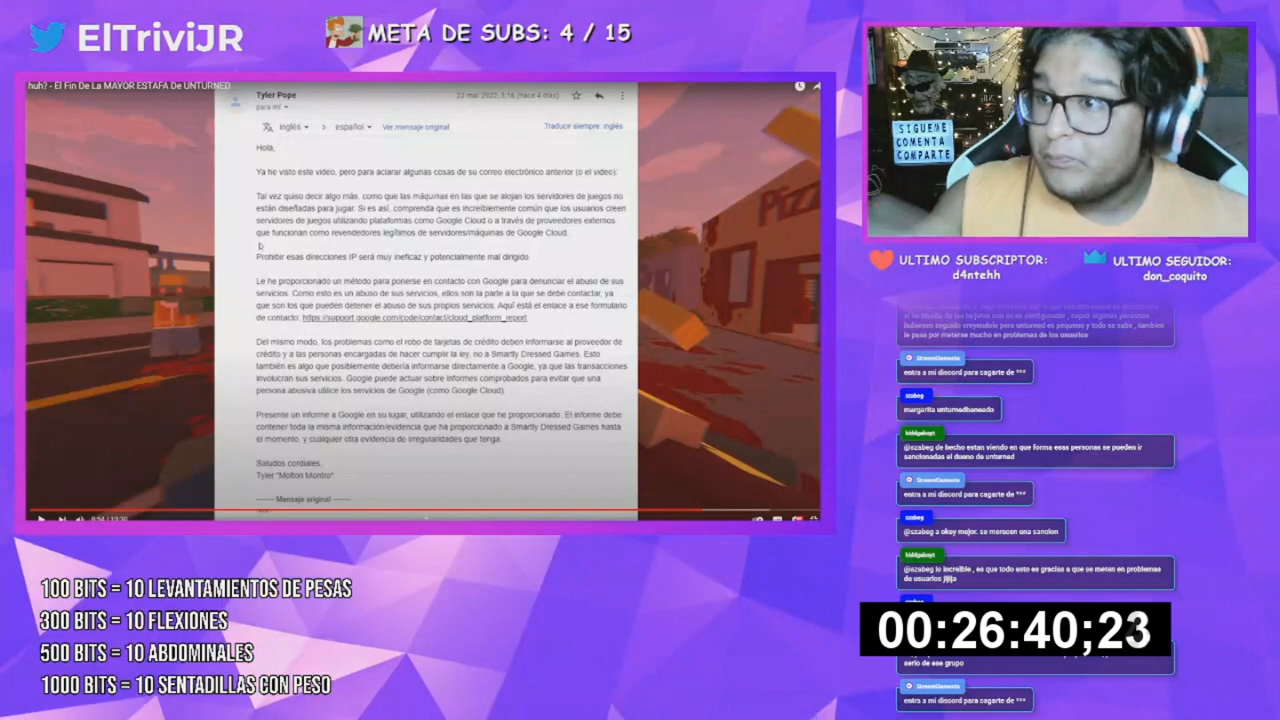 ElTriviJR
META DE SUBS: 4 / 15
huh? - El Fin De La MAYOR ESTAFA De UNTURNED
Tyler Pope
22 mar 2022, 3:16 (hace 4 días)
para mí
inglés
español
Ver mensaje original
Traducir siempre: inglés
Hola,
Ya he visto este video, pero para aclarar algunas cosas de su correo electrónico anterior (o el video):
Tal vez quiso decir algo más, como que las máquinas en las que se alojan los servidores de juegos no
están diseñadas para jugar. Si es así, comprenda que es increíblemente común que los usuarios creen
servidores de juegos utilizando plataformas como Google Cloud o a través de proveedores externos
que funcionan como revendedores legítimos de servidores/máquinas de Google Cloud.
Prohibir esas direcciones IP será muy ineficaz y potencialmente mal dirigido.
Le he proporcionado un método para ponerse en contacto con Google para denunciar el abuso de sus
servicios. Como esto es un abuso de sus servicios, ellos son la parte a la que se debe contactar, ya
que son los que pueden detener el abuso de sus propios servicios. Aquí está el enlace a ese formulario
de contacto: https://support.google.com/code/contact/cloud_platform_report
Del mismo modo, los problemas como el robo de tarjetas de crédito deben informarse al proveedor de
crédito y a las personas encargadas de hacer cumplir la ley, no a Smartly Dressed Games. Esto
también es algo que posiblemente debería informarse directamente a Google, ya que las transacciones
involucran sus servicios. Google puede actuar sobre informes comprobados para evitar que una
persona abusiva utilice los servicios de Google (como Google Cloud).
Presente un informe a Google en su lugar, utilizando el enlace que he proporcionado. El informe debe
contener toda la misma información/evidencia que ha proporcionado a Smartly Dressed Games hasta
el momento, y cualquier otra evidencia de irregularidades que tenga.
Saludos cordiales,
Tyler "Molton Montro"
------- Mensaje original -------
Pizz
SIGUEME
COMENTA
COMPARTE
ULTIMO SUBSCRIPTOR:
d4ntehh
ULTIMO SEGUIDOR:
don_coquito
le pasa por meterse mucho en problemas de los usuarios
StreamElements
entra a mi discord para cagarte de ***
szabeg
margarita unturnedbaneado
@szabeg de hecho estan viendo en que forma esas personas se pueden ir
sancionadas el dueno de unturned
StreamElements
entra a mi discord para cagarte de ***
szabeg
@szabeg a okey mejor. se merecen una sancion
@szabeg lo increible , es que todo esto es gracias a que se meten en problemas
de usuarios jijija
00:26:40;23
serio de ese grupo
StreamElements
entra a mi discord para cagarte de ***
100 BITS = 10 LEVANTAMIENTOS DE PESAS
300 BITS = 10 FLEXIONES
500 BITS = 10 ABDOMINALES
1000 BITS = 10 SENTADILLAS CON PESO